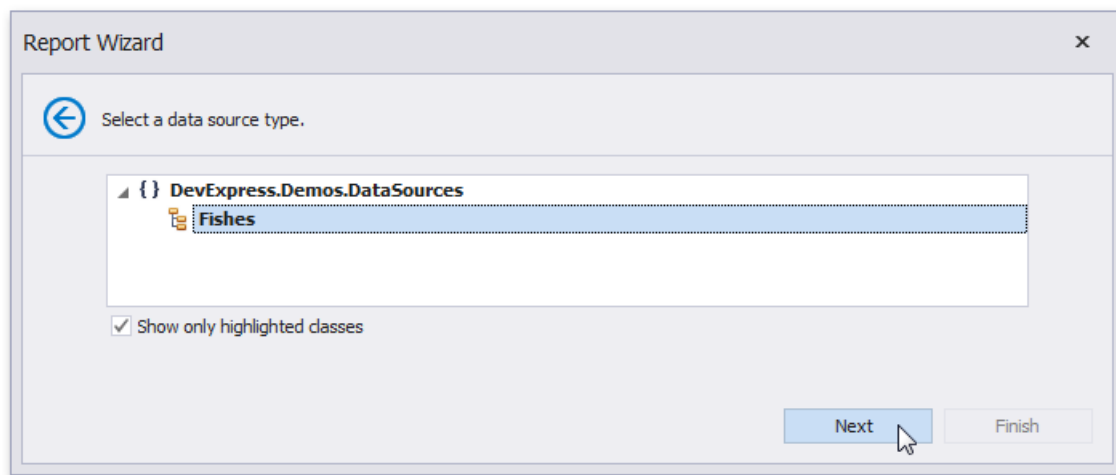 Report Wizard
Select a data source type.
{ } DevExpress.Demos.DataSources
Fishes
Show only highlighted classes
Next Finish